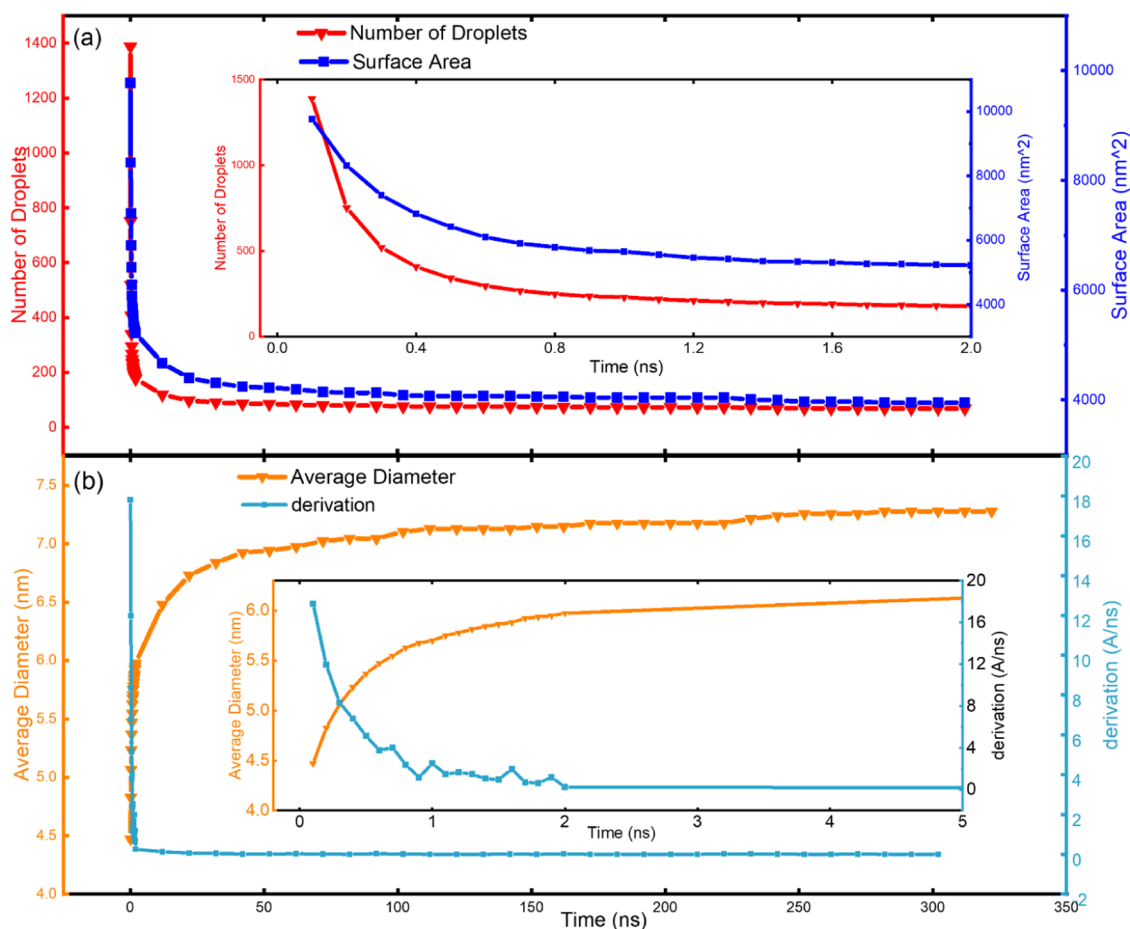 (a)
Number of Droplets
Surface Area
1400
1200
1000
800
600
400
200
0
Number of Droplets
10000
8000
6000
4000
Surface Area (nm^2)
1500
1000
500
0
Number of Droplets
10000
8000
6000
4000
Surface Area (nm^2)
0.0 0.4 0.8 1.2 1.6 2.0
Time (ns)
(b)
Average Diameter
derivation
7.5
7.0
6.5
6.0
5.5
5.0
4.5
4.0
Average Diameter (nm)
20
18
16
14
12
10
8
6
4
2
0
-2
derivation (A/ns)
6.0
5.5
5.0
4.5
4.0
Average Diameter (nm)
20
16
12
8
4
0
derivation (A/ns)
0 1 2 3 4 5
Time (ns)
0 50 100 150 200 250 300 350
Time (ns)